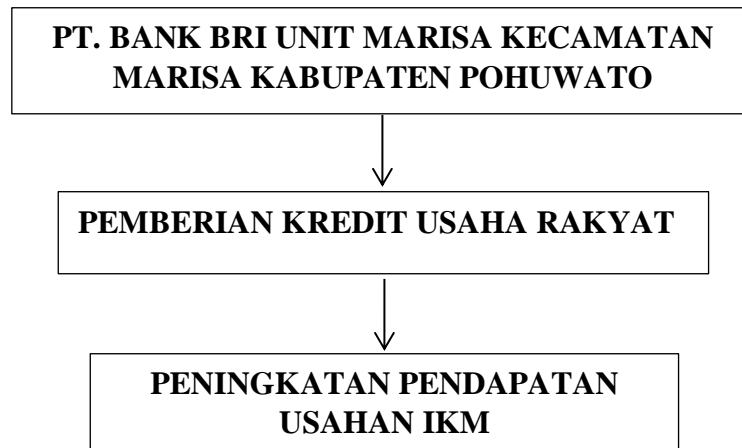 PT. BANK BRI UNIT MARISA KECAMATAN
MARISA KABUPATEN POHUWATO
PEMBERIAN KREDIT USAHA RAKYAT
PENINGKATAN PENDAPATAN
USAHAN IKM